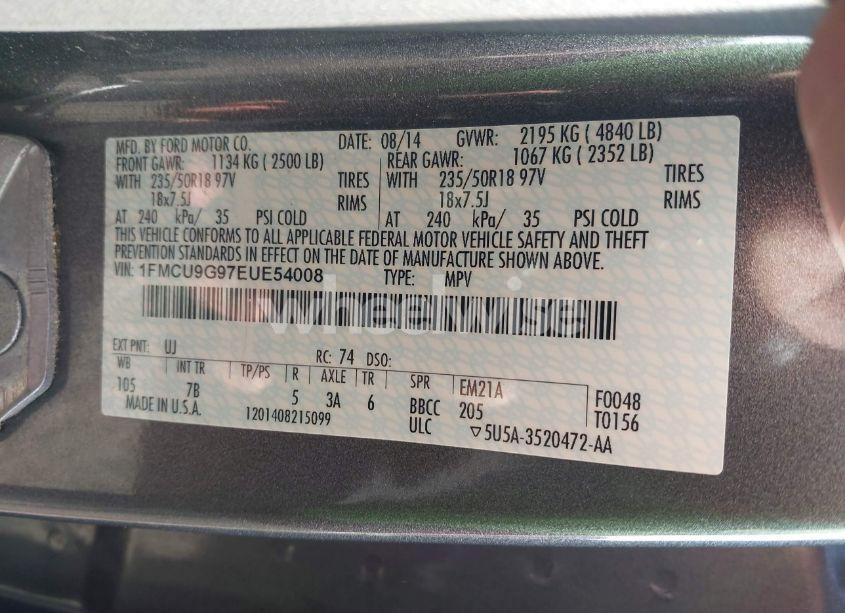 MFD. BY FORD MOTOR CO. DATE: 08/14 GVWR: 2195 KG ( 4840 LB)
FRONT GAWR: 1134 KG ( 2500 LB) REAR GAWR: 1067 KG ( 2352 LB)
WITH 235/50R18 97V TIRES WITH 235/50R18 97V TIRES
18x7.5J RIMS 18x7.5J RIMS
AT 240 kPa/ 35 PSI COLD AT 240 kPa/ 35 PSI COLD
THIS VEHICLE CONFORMS TO ALL APPLICABLE FEDERAL MOTOR VEHICLE SAFETY AND THEFT
PREVENTION STANDARDS IN EFFECT ON THE DATE OF MANUFACTURE SHOWN ABOVE.
VIN: 1FMCU9G97EUE54008 TYPE: MPV
wheelwise
EXT PNT: UJ RC: 74 DSO:
WB INT TR TP/PS R AXLE TR SPR EM21A F0048
105 7B 5 3A 6 BBCC 205 T0156
MADE IN U.S.A. 1201408215099 ULC ▽5U5A-3520472-AA